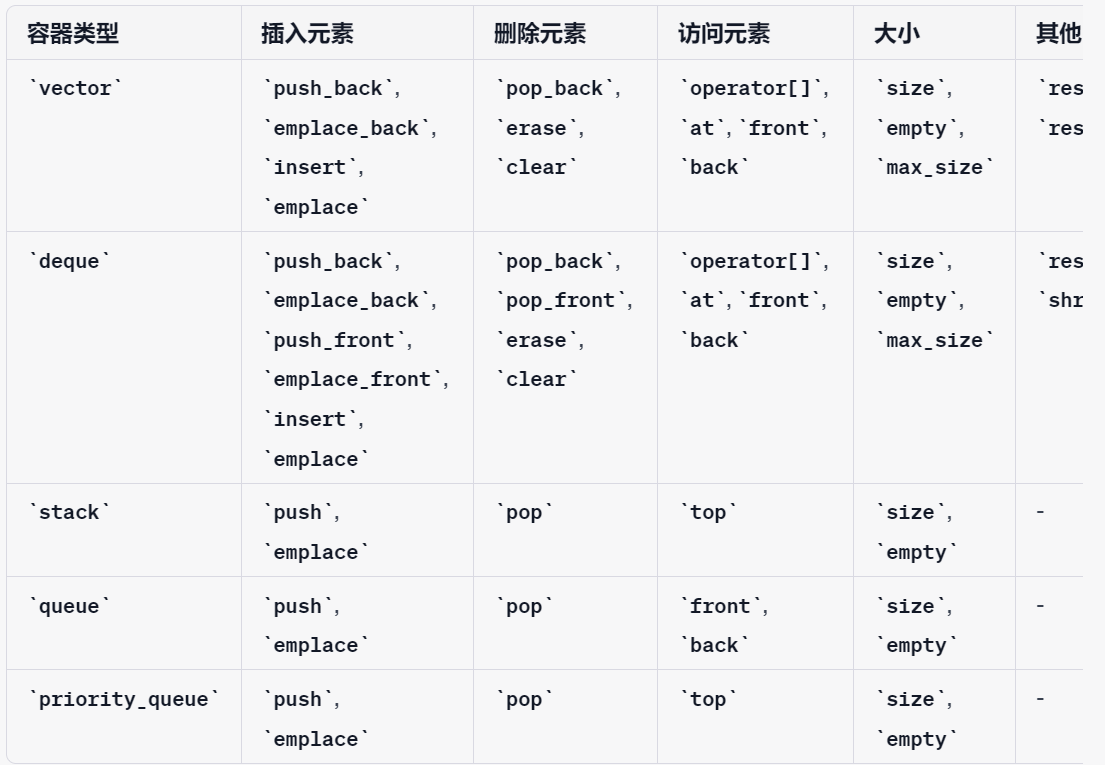 容器类型
插入元素
删除元素
访问元素
大小
其他
`vector`
`push_back`,
`emplace_back`,
`insert`,
`emplace`
`pop_back`,
`erase`,
`clear`
`operator[]`,
`at`, `front`,
`back`
`size`,
`empty`,
`max_size`
`res
`res
`deque`
`push_back`,
`emplace_back`,
`push_front`,
`emplace_front`,
`insert`,
`emplace`
`pop_back`,
`pop_front`,
`erase`,
`clear`
`operator[]`,
`at`, `front`,
`back`
`size`,
`empty`,
`max_size`
`res
`shr
`stack`
`push`,
`emplace`
`pop`
`top`
`size`,
`empty`
-
`queue`
`push`,
`emplace`
`pop`
`front`,
`back`
`size`,
`empty`
-
`priority_queue`
`push`,
`emplace`
`pop`
`top`
`size`,
`empty`
-